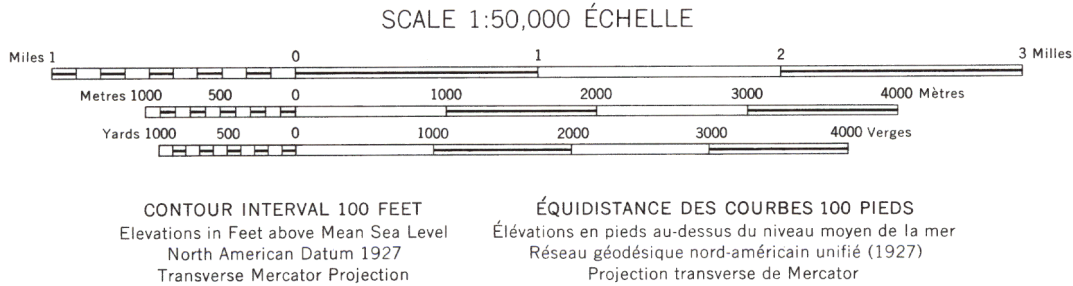 SCALE 1:50,000 ÉCHELLE
Miles 1 0 1 2 3 Milles
Metres 1000 500 0 1000 2000 3000 4000 Mètres
Yards 1000 500 0 1000 2000 3000 4000 Verges
CONTOUR INTERVAL 100 FEET
Elevations in Feet above Mean Sea Level
North American Datum 1927
Transverse Mercator Projection
ÉQUIDISTANCE DES COURBES 100 PIEDS
Élévations en pieds au-dessus du niveau moyen de la mer
Réseau géodésique nord-américain unifié (1927)
Projection transverse de Mercator